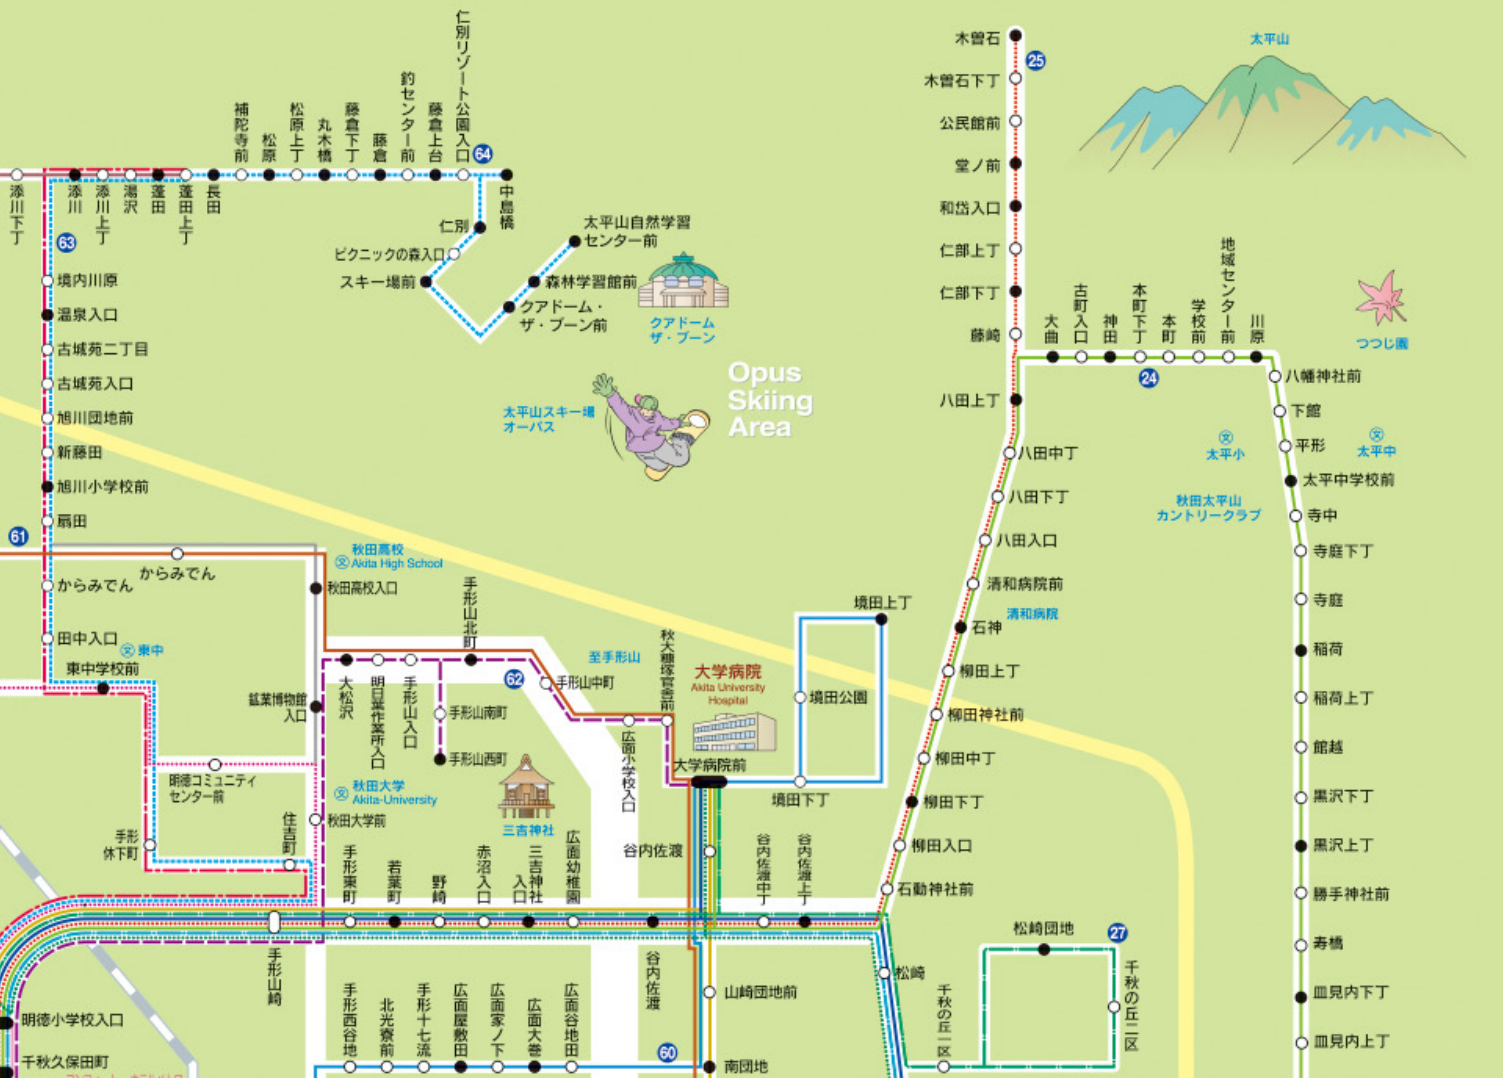 仁別リゾート公園入口
釣センター前
藤倉上台
藤倉
藤倉下丁
丸木橋
松原上丁
松原
補陀寺前
64
添川下丁
添川
添川上丁
湯沢
蓬田
蓬田上丁
長田
中島橋
仁別
ピクニックの森入口
スキー場前
太平山自然学習
センター前
森林学習館前
クアドーム・
ザ・ブーン前
クアドーム
ザ・ブーン
太平山スキー場
オーパス
Opus
Skiing
Area
63
境内川原
温泉入口
古城苑二丁目
古城苑入口
旭川団地前
新藤田
旭川小学校前
扇田
61
からみでん
からみでん
田中入口
文 東中
東中学校前
秋田高校
文 Akita High School
秋田高校入口
鉱業博物館
入口
明徳コミュニティ
センター前
手形
休下町
住吉町
秋田大学
文 Akita-University
秋田大学前
大松沢
明日葉作業所入口
手形山入口
手形山北町
手形山南町
手形山西町
62
手形山中町
至手形山
広面小学校入口
秋大糠塚官舎前
大学病院
Akita University
Hospital
大学病院前
境田上丁
境田公園
境田下丁
三吉神社
手形東町
若葉町
野崎
赤沼入口
三吉神社
入口
広面幼稚園
谷内佐渡
谷内佐渡
谷内佐渡中丁
谷内佐渡上丁
手形山崎
明徳小学校入口
千秋久保田町
手形西谷地
北光寮前
手形十七流
広面屋敷田
広面家ノ下
広面大巻
広面谷地田
60
山崎団地前
南団地
木曽石
25
木曽石下丁
公民館前
堂ノ前
和岱入口
仁部上丁
仁部下丁
藤崎
八田上丁
八田中丁
八田下丁
八田入口
清和病院前
清和病院
石神
柳田上丁
柳田神社前
柳田中丁
柳田下丁
柳田入口
石動神社前
松崎
松崎団地
27
千秋の丘一区
千秋の丘二区
太平山
大曲
古町入口
神田
本町下丁
本町
学校前
地域センター前
川原
24
つつじ園
八幡神社前
下館
平形
太平中学校前
寺中
寺庭下丁
寺庭
稲荷
稲荷上丁
館越
黒沢下丁
黒沢上丁
勝手神社前
寿橋
皿見内下丁
皿見内上丁
文
太平小
文
太平中
秋田太平山
カントリークラブ